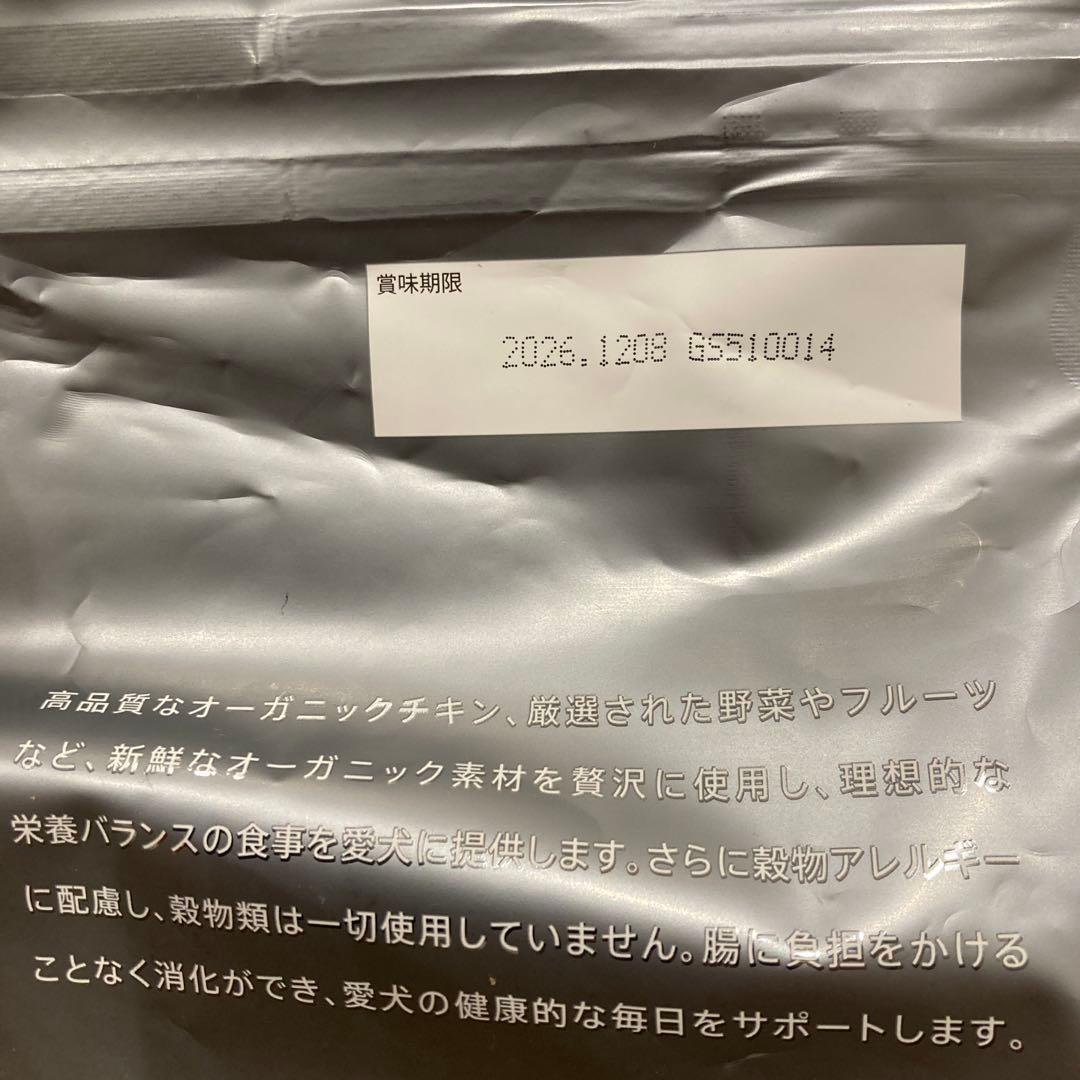 賞味期限
2026.1208 GS510014
高品質なオーガニックチキン、厳選された野菜やフルーツ
など、新鮮なオーガニック素材を贅沢に使用し、理想的な
栄養バランスの食事を愛犬に提供します。さらに穀物アレルギー
に配慮し、穀物類は一切使用していません。腸に負担をかける
ことなく消化ができ、愛犬の健康的な毎日をサポートします。